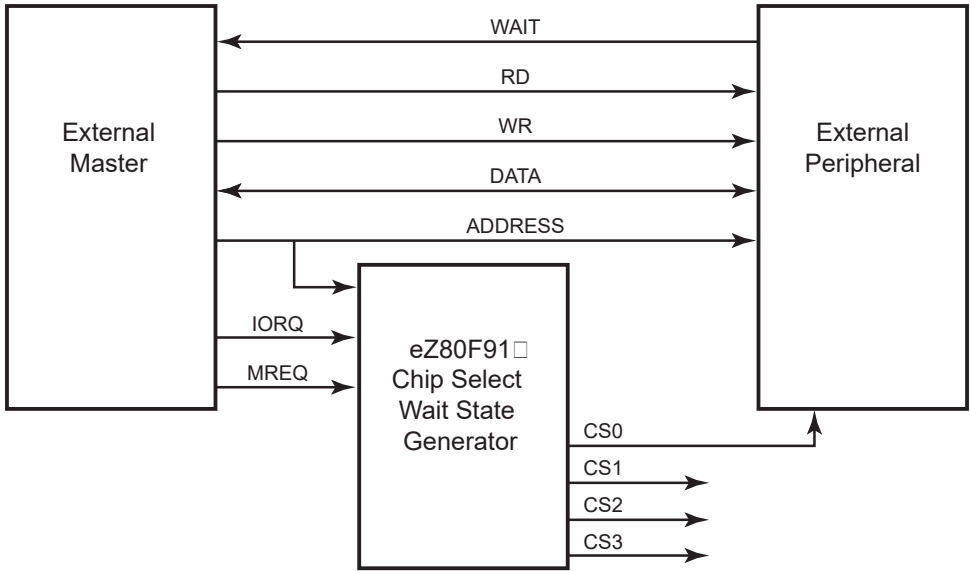 WAIT
RD
WR
DATA
ADDRESS
External
Master
External
Peripheral
IORQ
MREQ
eZ80F91□
Chip Select
Wait State
Generator
CS0
CS1
CS2
CS3